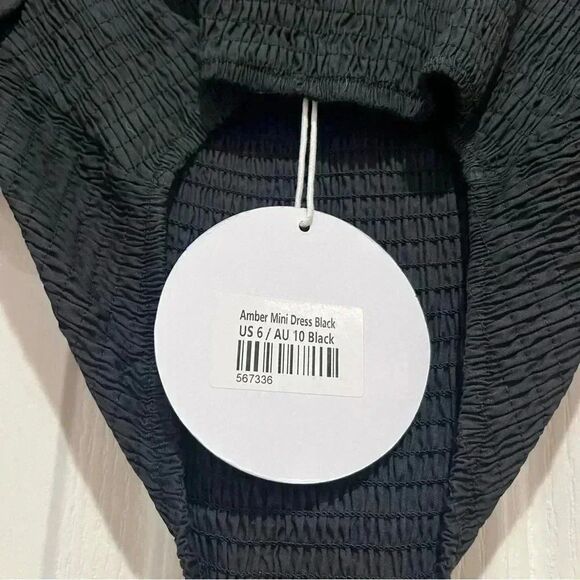 Amber Mini Dress Black
US 6 / AU 10 Black
567336